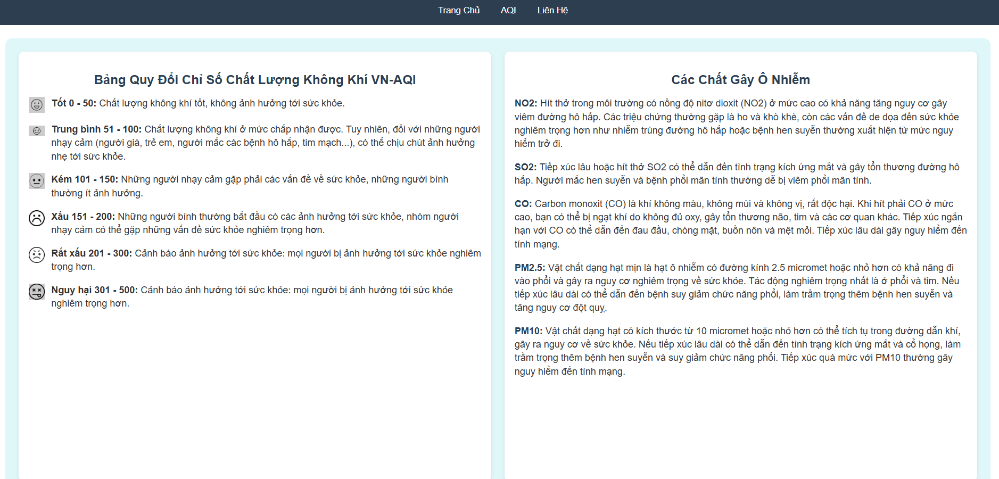 Trang Chủ AQI Liên Hệ
Bảng Quy Đổi Chỉ Số Chất Lượng Không Khí VN-AQI
Tốt 0 - 50: Chất lượng không khí tốt, không ảnh hưởng tới sức khỏe.
Trung bình 51 - 100: Chất lượng không khí ở mức chấp nhận được. Tuy nhiên, đối với những người
nhạy cảm (người già, trẻ em, người mắc các bệnh hô hấp, tim mạch...), có thể chịu chút ảnh hưởng
nhẹ tới sức khỏe.
Kém 101 - 150: Những người nhạy cảm gặp phải các vấn đề về sức khỏe, những người bình
thường ít ảnh hưởng.
Xấu 151 - 200: Những người bình thường bắt đầu có các ảnh hưởng tới sức khỏe, nhóm người
nhạy cảm có thể gặp những vấn đề sức khỏe nghiêm trọng hơn.
Rất xấu 201 - 300: Cảnh báo ảnh hưởng tới sức khỏe: mọi người bị ảnh hưởng tới sức khỏe nghiêm
trọng hơn.
Nguy hại 301 - 500: Cảnh báo ảnh hưởng tới sức khỏe: mọi người bị ảnh hưởng tới sức khỏe
nghiêm trọng hơn.
Các Chất Gây Ô Nhiễm
NO2: Hít thở trong môi trường có nồng độ nitơ dioxit (NO2) ở mức cao có khả năng tăng nguy cơ gây
viêm đường hô hấp. Các triệu chứng thường gặp là ho và khò khè, còn các vấn đề đe dọa đến sức khỏe
nghiêm trọng hơn như nhiễm trùng đường hô hấp hoặc bệnh hen suyễn thường xuất hiện từ mức nguy
hiểm trở đi.
SO2: Tiếp xúc lâu hoặc hít thở SO2 có thể dẫn đến tình trạng kích ứng mắt và gây tổn thương đường hô
hấp. Người mắc hen suyễn và bệnh phổi mãn tính thường dễ bị viêm phổi mãn tính.
CO: Carbon monoxit (CO) là khí không màu, không mùi và không vị, rất độc hại. Khi hít phải CO ở mức
cao, bạn có thể bị ngạt khí do không đủ oxy, gây tổn thương não, tim và các cơ quan khác. Tiếp xúc ngắn
hạn với CO có thể dẫn đến đau đầu, chóng mặt, buồn nôn và mệt mỏi. Tiếp xúc lâu dài gây nguy hiểm đến
tính mạng.
PM2.5: Vật chất dạng hạt mịn là hạt ô nhiễm có đường kính 2.5 micromet hoặc nhỏ hơn có khả năng đi
vào phổi và gây ra nguy cơ nghiêm trọng về sức khỏe. Tác động nghiêm trọng nhất là ở phổi và tim. Nếu
tiếp xúc lâu dài có thể dẫn đến bệnh suy giảm chức năng phổi, làm trầm trọng thêm bệnh hen suyễn và
tăng nguy cơ đột quỵ.
PM10: Vật chất dạng hạt có kích thước từ 10 micromet hoặc nhỏ hơn có thể tích tụ trong đường dẫn khí,
gây ra nguy cơ về sức khỏe. Nếu tiếp xúc lâu dài có thể dẫn đến tình trạng kích ứng mắt và cổ họng, làm
trầm trọng thêm bệnh hen suyễn và suy giảm chức năng phổi. Tiếp xúc quá mức với PM10 thường gây
nguy hiểm đến tính mạng.